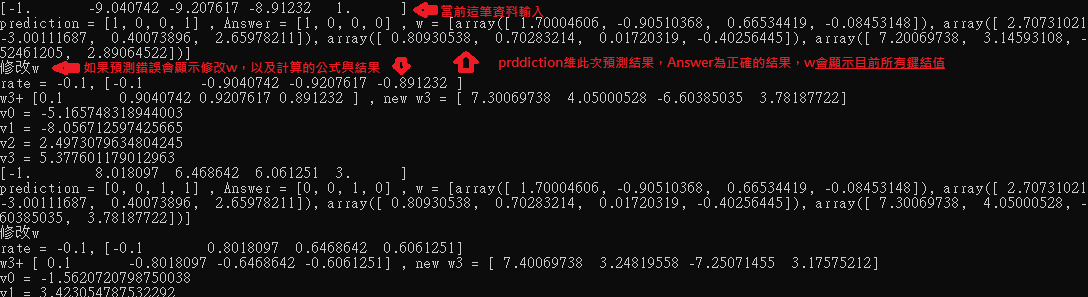 [-1. -9.040742 -9.207617 -8.91232 1. ] 當前這筆資料輸入
prediction = [1, 0, 0, 1] , Answer = [1, 0, 0, 0] , w = [array([ 1.70004606, -0.90510368, 0.66534419, -0.08453148]), array([ 2.70731021,
-3.00111687, 0.40073896, 2.65978211]), array([ 0.80930538, 0.70283214, 0.01720319, -0.40256445]), array([ 7.20069738, 3.14593108, -
52461205, 2.89064522])]
修改w 如果預測錯誤會顯示修改w，以及計算的公式與結果 prddiction維此次預測結果，Answer為正確的結果，w會顯示目前所有鍵結值
rate = -0.1, [-0.1 -0.9040742 -0.9207617 -0.891232 ]
w3+ [0.1 0.9040742 0.9207617 0.891232 ] , new w3 = [ 7.30069738 4.05000528 -6.60385035 3.78187722]
v0 = -5.165748318944003
v1 = -8.056712597425665
v2 = 2.4973079634804245
v3 = 5.377601179012963
[-1. 8.018097 6.468642 6.061251 3. ]
prediction = [0, 0, 1, 1] , Answer = [0, 0, 1, 0] , w = [array([ 1.70004606, -0.90510368, 0.66534419, -0.08453148]), array([ 2.70731021,
-3.00111687, 0.40073896, 2.65978211]), array([ 0.80930538, 0.70283214, 0.01720319, -0.40256445]), array([ 7.30069738, 4.05000528, -
60385035, 3.78187722])]
修改w
rate = -0.1, [-0.1 0.8018097 0.6468642 0.6061251]
w3+ [ 0.1 -0.8018097 -0.6468642 -0.6061251] , new w3 = [ 7.40069738 3.24819558 -7.25071455 3.17575212]
v0 = -1.5620720798750038
v1 = 3.423054787532292